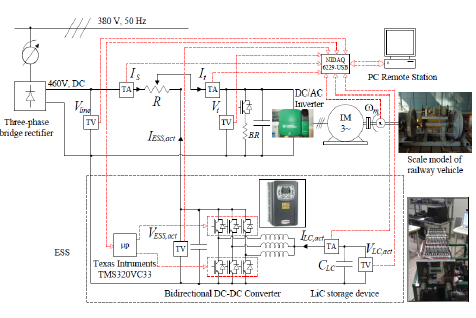 380 V, 50 Hz
I_S
I_t
NIDAQ
6229-USB
PC Remote Station
460V, DC
TA
R
TA
DC/AC
Inverter
ω_m
V_line
TV
V_t
TV
BR
IM
3~
Three-phase
bridge rectifier
I_ESS,act
Scale model of
railway vehicle
ESS
μp
V_ESS,act
TV
I_LC,act
TA
V_LC,act
C_LC
TV
Texas Intruments
TMS320VC33
Bidirectional DC-DC Converter
LiC storage device